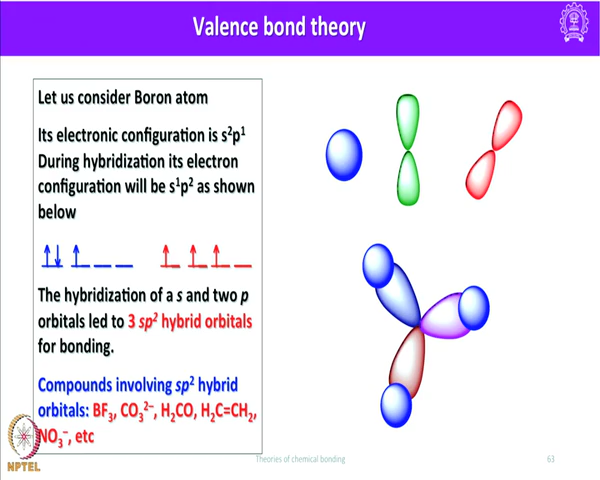 Valence bond theory
Let us consider Boron atom
Its electronic configuration is s²p¹
During hybridization its electron
configuration will be s¹p² as shown
below
The hybridization of a s and two p
orbitals led to 3 sp² hybrid orbitals
for bonding.
Compounds involving sp² hybrid
orbitals: BF₃, CO₃²⁻, H₂CO, H₂C=CH₂,
NO₃⁻, etc
NPTEL
Theories of chemical bonding
63